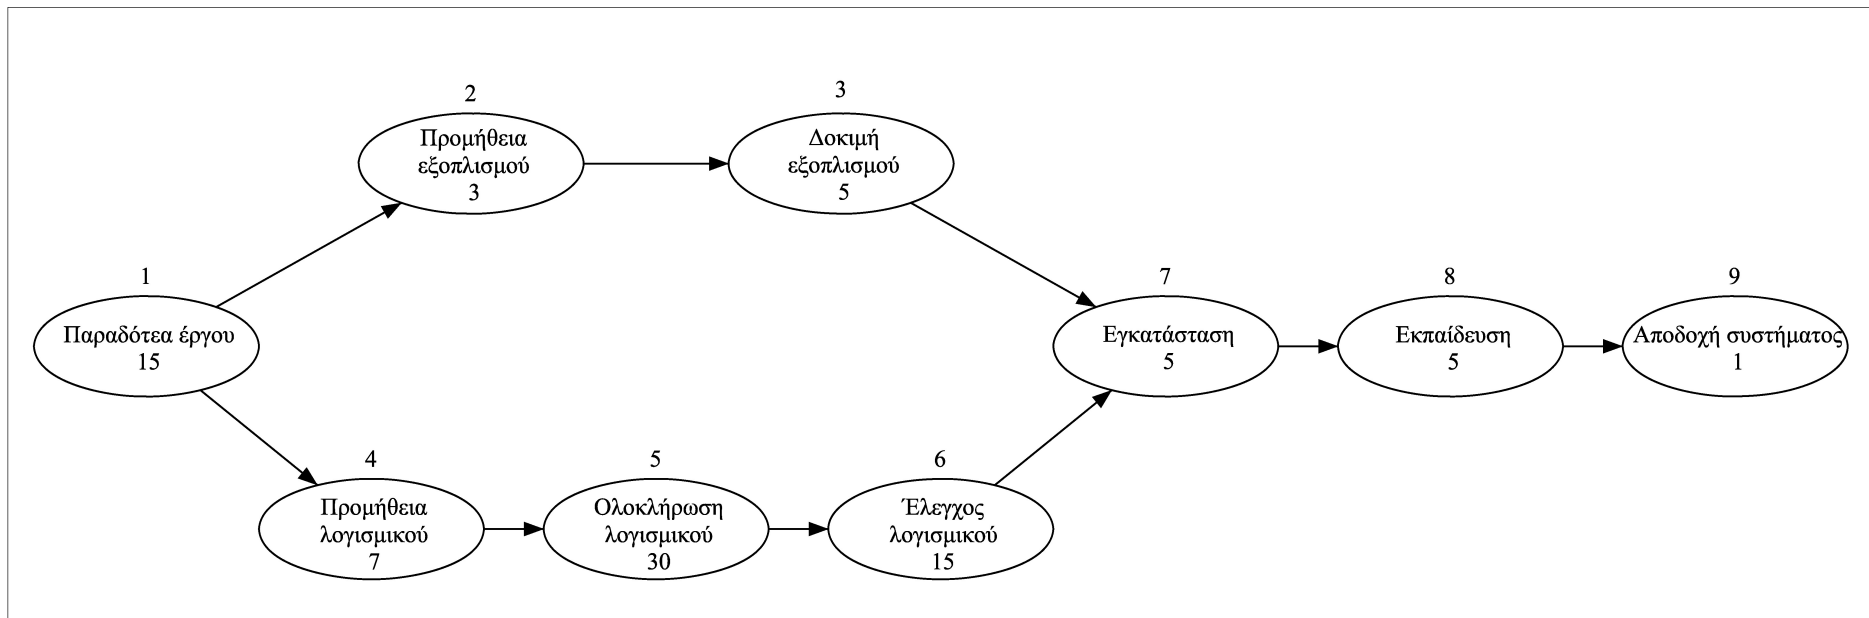 2
Προμήθεια
εξοπλισμού
3
3
Δοκιμή
εξοπλισμού
5
1
Παραδότεα έργου
15
7
Εγκατάσταση
5
8
Εκπαίδευση
5
9
Αποδοχή συστήματος
1
4
Προμήθεια
λογισμικού
7
5
Ολοκλήρωση
λογισμικού
30
6
Έλεγχος
λογισμικού
15